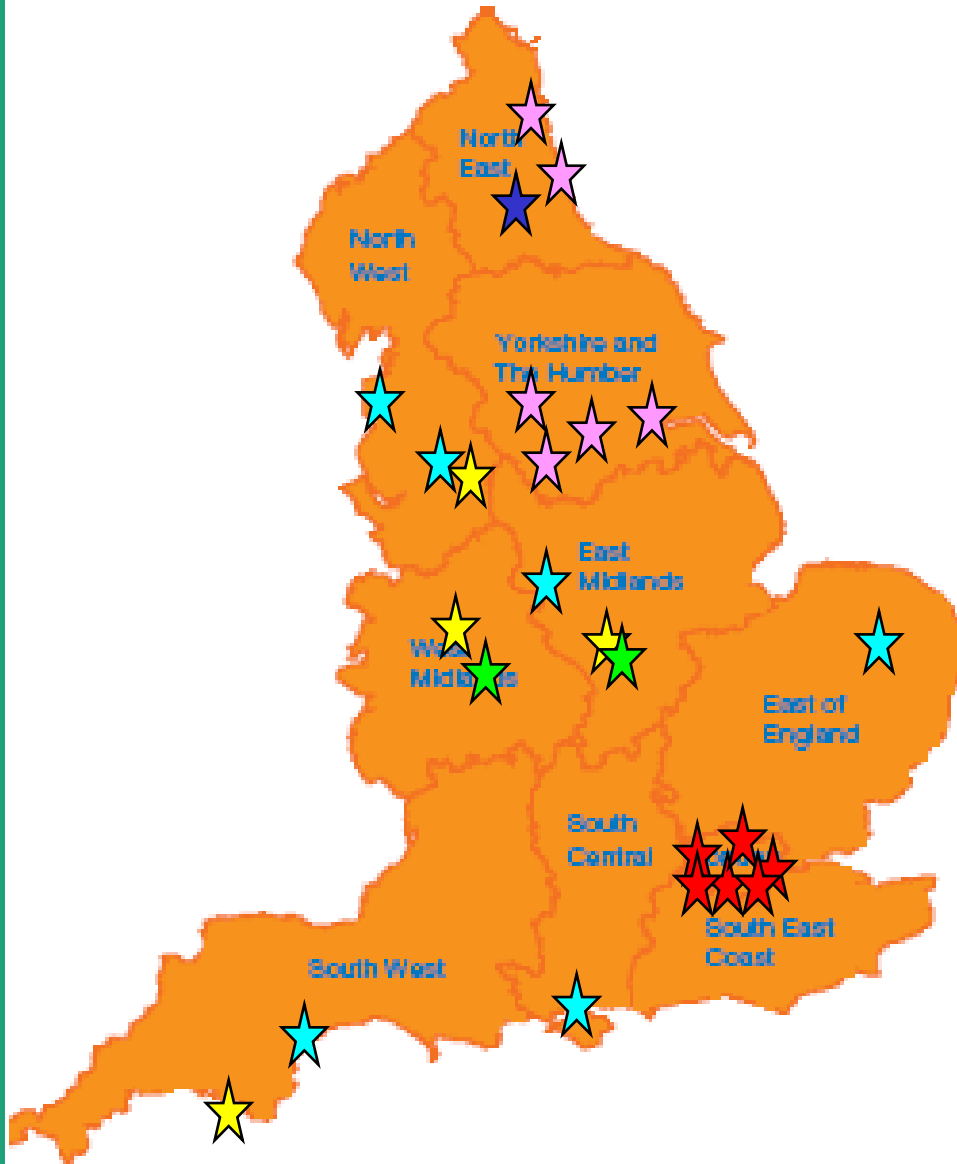 North
East
North
West
Yorkshire and
The Humber
East
Midlands
West
Midlands
East of
England
South
Central
South East
Coast
South West